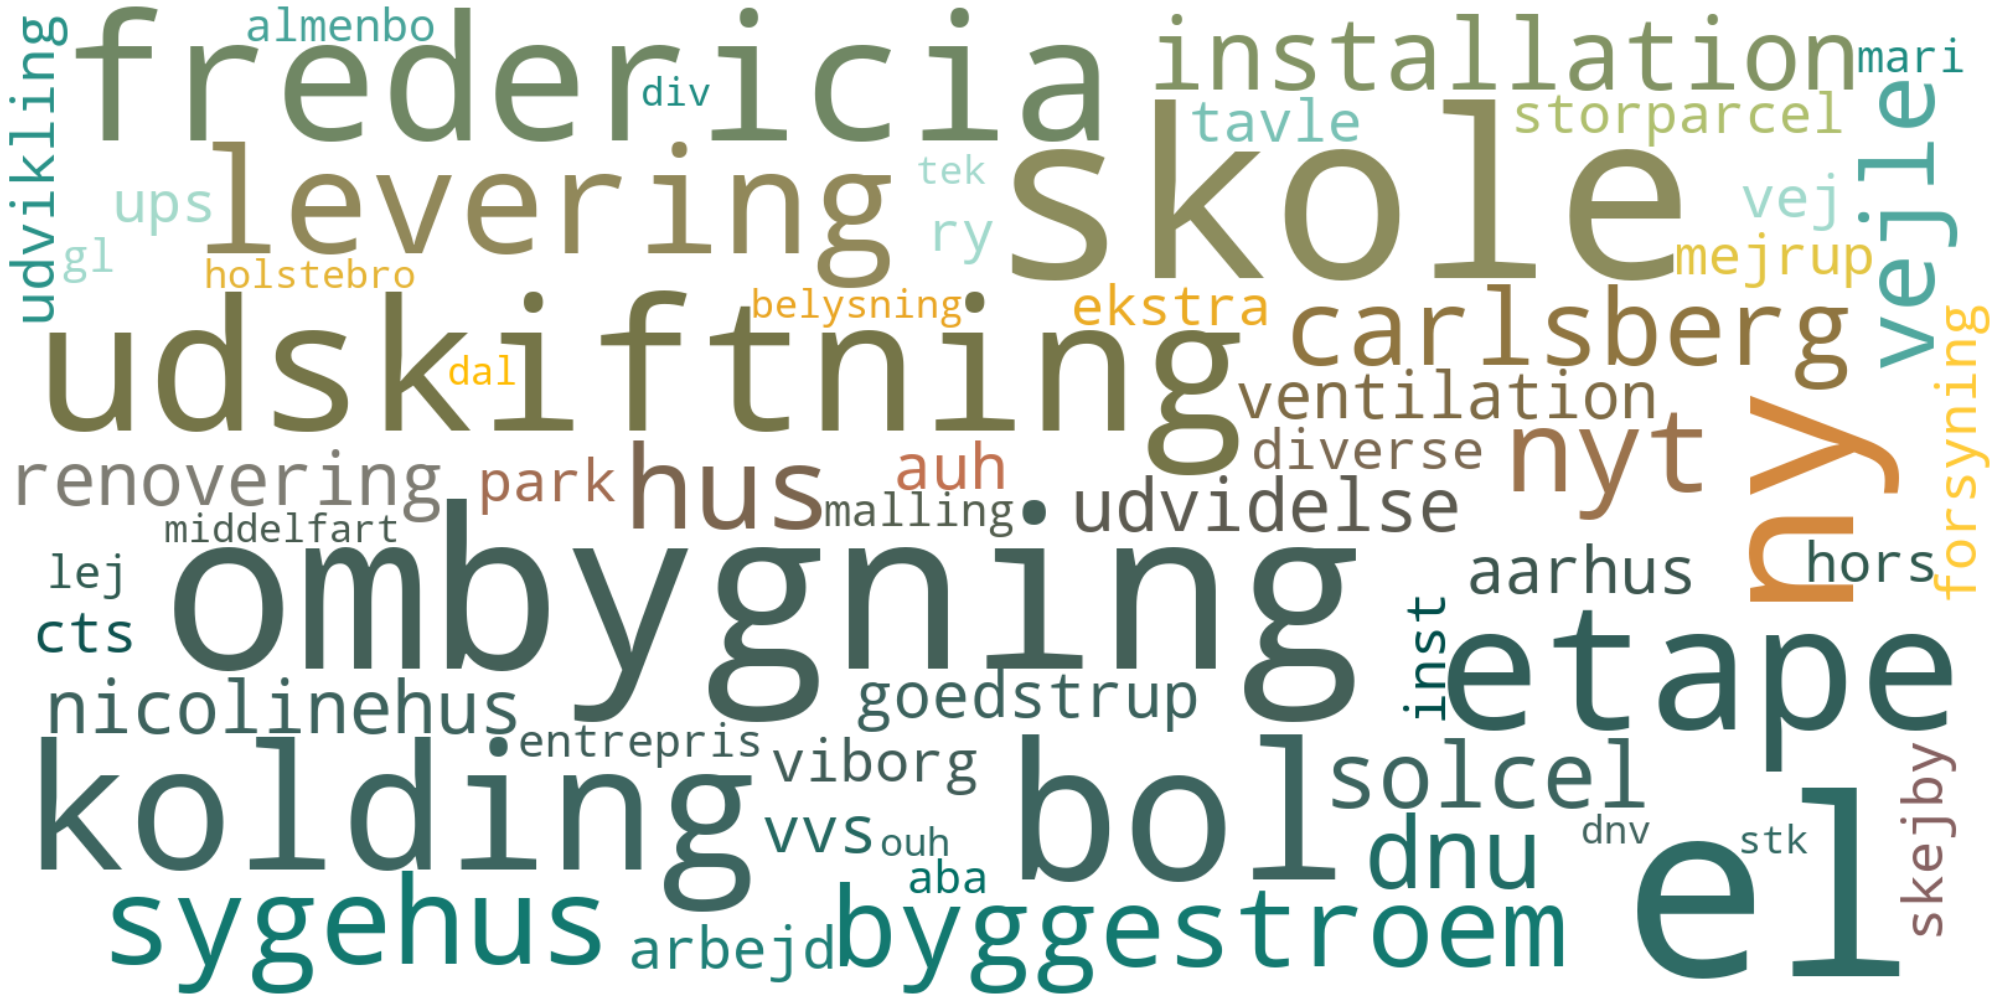 udvikling
fredericia
almenbo
div
installation
mari
skole
tavle
storparcel
vejle
levering
ups
gl
tek
ry
vej
mejrup
holstebro
udskiftning
belysning
dal
ekstra
carlsberg
ventilation
diverse
nyt
ny
forsyning
renovering
park
hus
auh
malling
udvidelse
middelfart
ombygning
aarhus
hors
lej
cts
inst
etape
nicolinehus
goedstrup
entrepris
kolding
viborg
vvs
ouh
bol
solcel
dnu
dnv
stk
el
skejby
aba
sygehus
arbejd
byggestroem